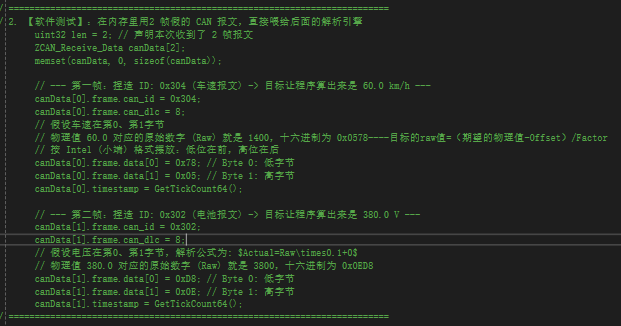 / ======================================================================
2. 【软件测试】：在内存里用2 帧假的 CAN 报文，直接喂给后面的解析引擎
uint32 len = 2; // 声明本次收到了 2 帧报文
ZCAN_Receive_Data canData[2];
memset(canData, 0, sizeof(canData));
// --- 第一帧：捏造 ID: 0x304（车速报文）-> 目标让程序算出来是 60.0 km/h ---
canData[0].frame.can_id = 0x304;
canData[0].frame.can_dlc = 8;
// 假设车速在第0、第1字节
// 物理值 60.0 对应的原始数字 (Raw) 就是 1400，十六进制为 0x0578----目标的raw值=（期望的物理值-Offset）/Factor
// 按 Intel（小端）格式摆放：低位在前，高位在后
canData[0].frame.data[0] = 0x78; // Byte 0: 低字节
canData[0].frame.data[1] = 0x05; // Byte 1: 高字节
canData[0].timestamp = GetTickCount64();
// --- 第二帧：捏造 ID: 0x302（电池报文）-> 目标让程序算出来是 380.0 V ---
canData[1].frame.can_id = 0x302;
canData[1].frame.can_dlc = 8;
// 假设电压在第0、第1字节，解析公式为: $Actual=Raw\times0.1+0$
// 物理值 380.0 对应的原始数字 (Raw) 就是 3800，十六进制为 0x0ED8
canData[1].frame.data[0] = 0xD8; // Byte 0: 低字节
canData[1].frame.data[1] = 0x0E; // Byte 1: 高字节
canData[1].timestamp = GetTickCount64();
/ ======================================================================